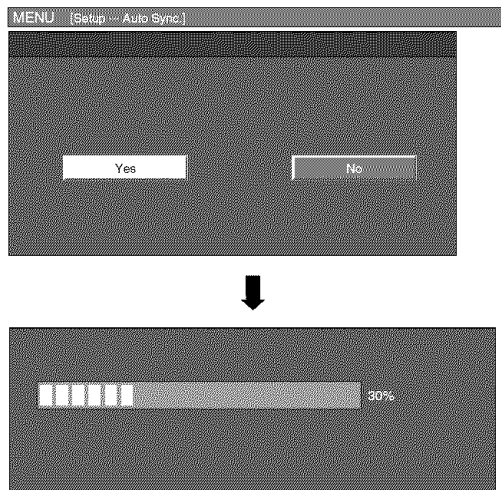 MENU [Setup --- Auto Sync.]
Yes No
30%